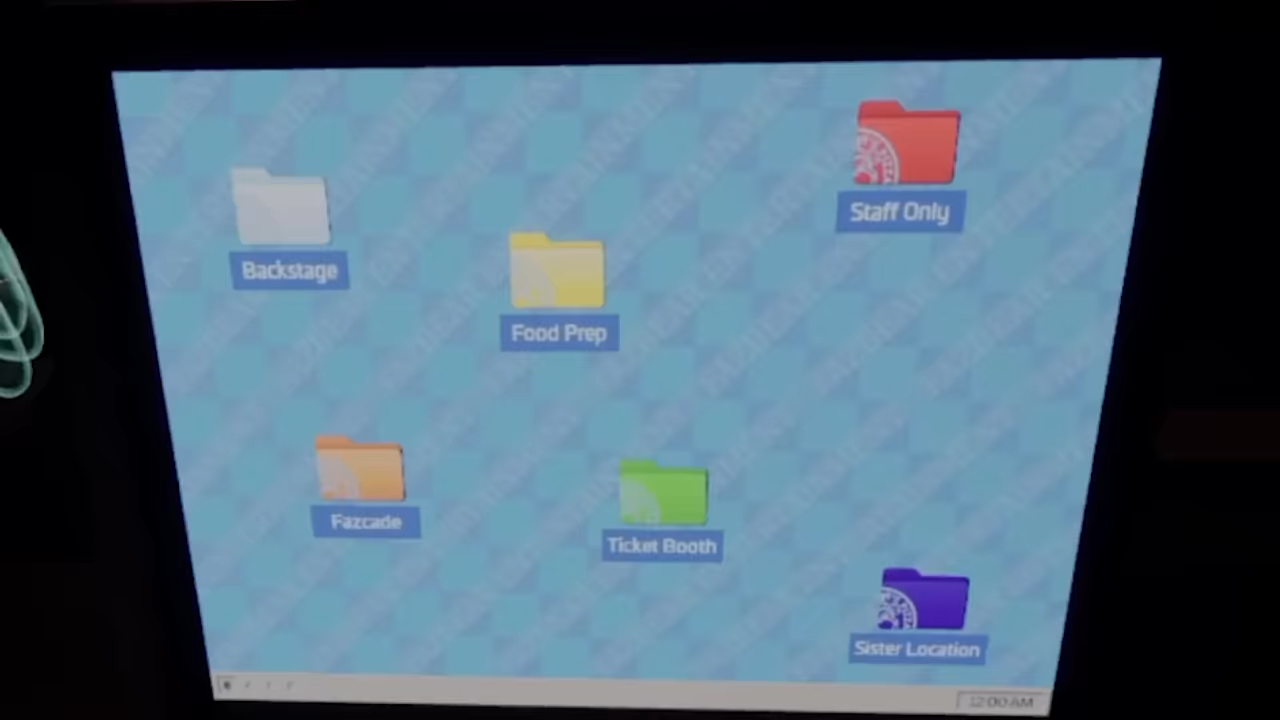 Staff Only
Backstage
Food Prep
Fazcade
Ticket Booth
Sister Location
12:00 AM